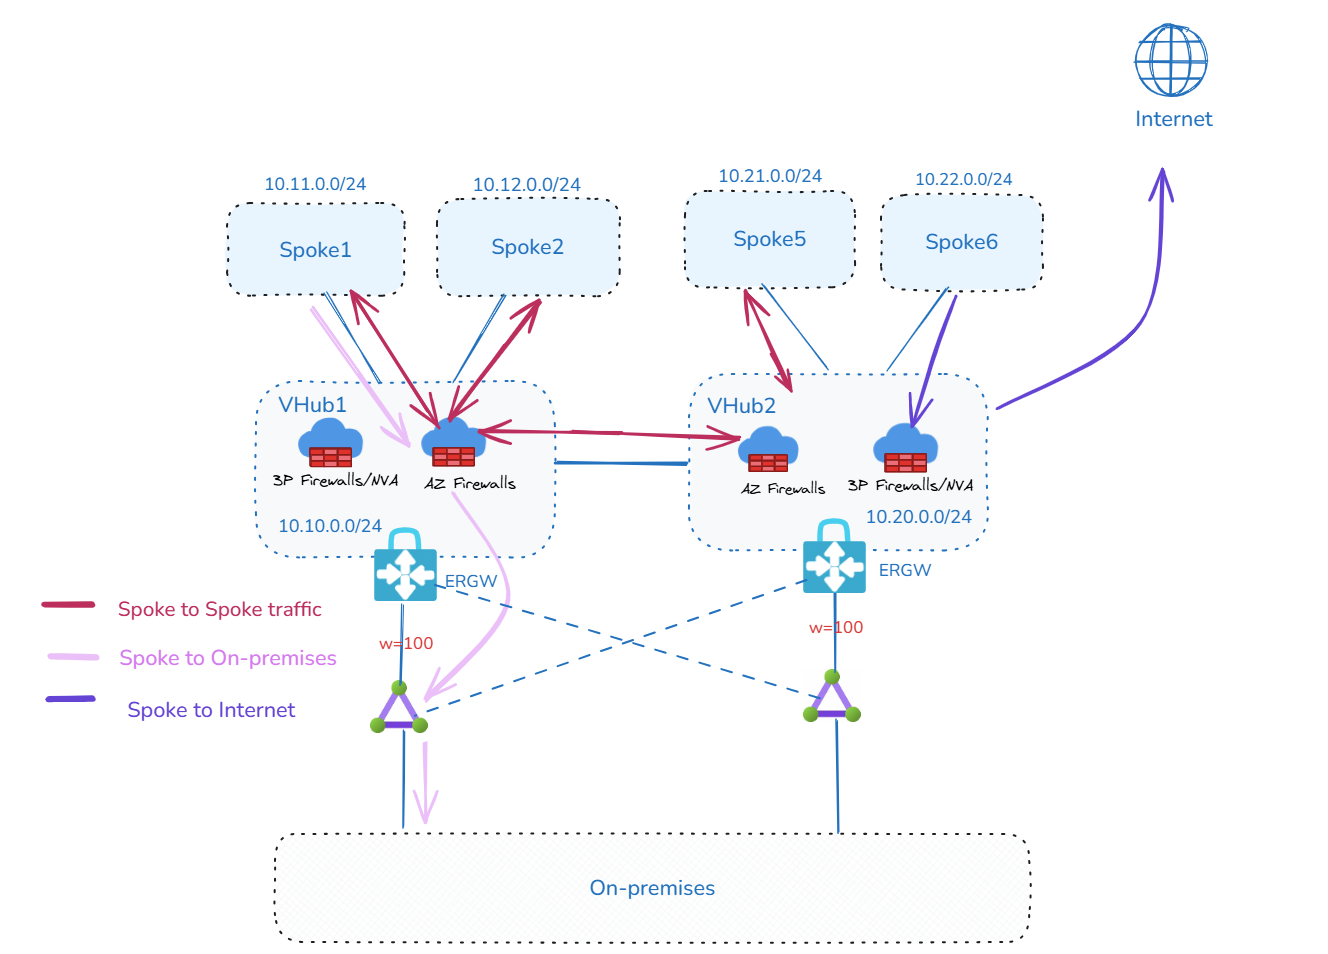 Internet
10.11.0.0/24
10.12.0.0/24
10.21.0.0/24
10.22.0.0/24
Spoke1
Spoke2
Spoke5
Spoke6
VHub1
VHub2
3P Firewalls/NVA
AZ Firewalls
AZ Firewalls
3P Firewalls/NVA
10.10.0.0/24
10.20.0.0/24
ERGW
ERGW
Spoke to Spoke traffic
w=100
w=100
Spoke to On-premises
Spoke to Internet
On-premises